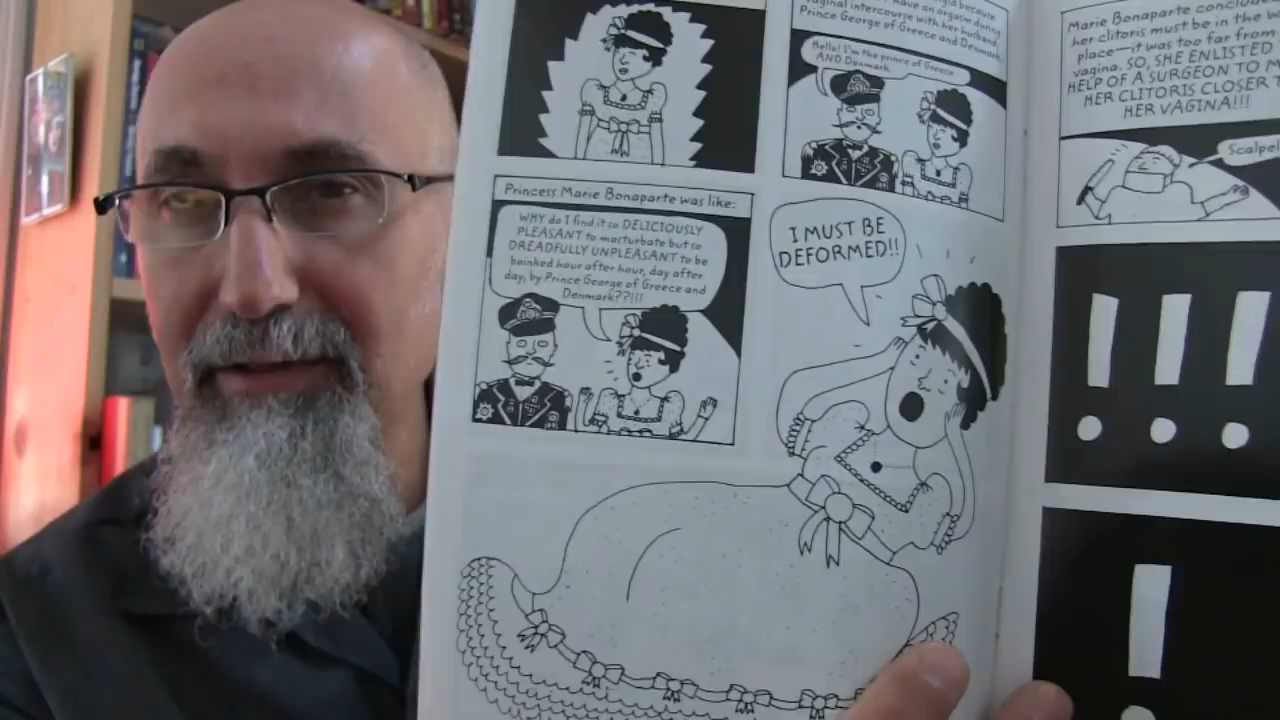 because
have an orgasm during
vaginal intercourse with her husband,
Prince George of Greece and Denmark.
Hello! I'm the prince of Greece
AND Denmark.
Princess Marie Bonaparte was like:
WHY do I find it so DELICIOUSLY
PLEASANT to masturbate but so
DREADFULLY UNPLEASANT to be
boinked hour after hour, day after
day, by Prince George of Greece and
Denmark??!!!
I MUST BE
DEFORMED!!
Marie Bonaparte
her clitoris must be in the
place—it was too far from
vagina. SO, SHE ENLISTED
HELP OF A SURGEON TO
HER CLITORIS CLOSER
HER VAGINA!!!
Scalpel
!!!
!